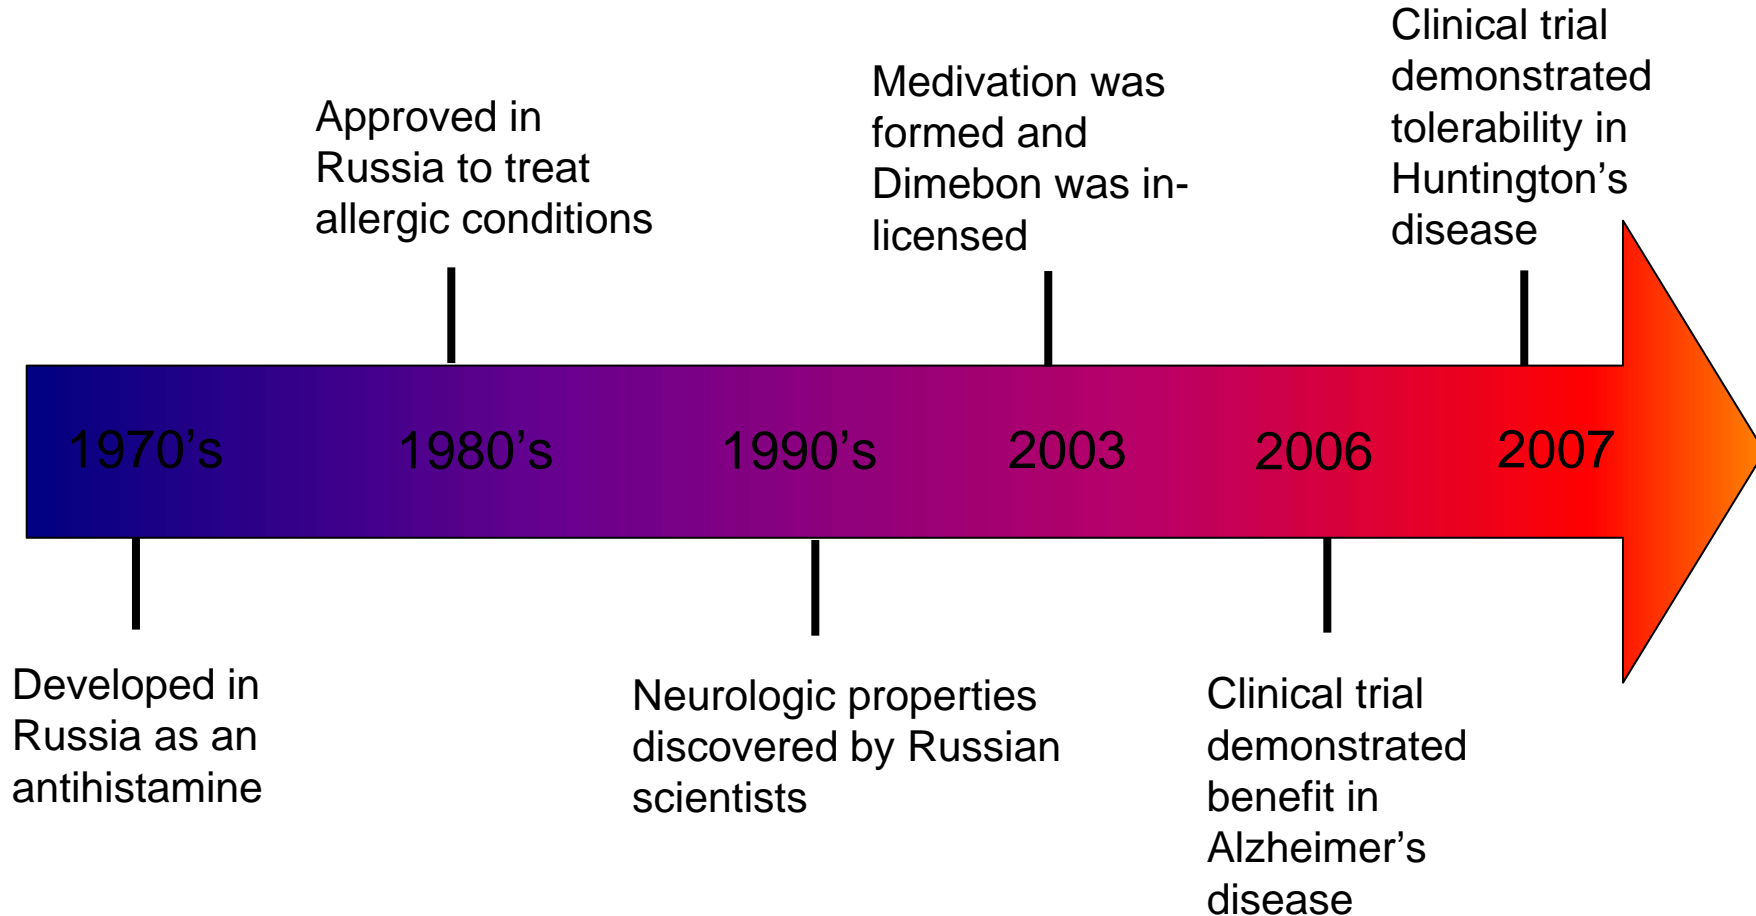 Clinical trial
demonstrated
tolerability in
Huntington’s
disease
Medivation was
formed and
Dimebon was in-
licensed
Approved in
Russia to treat
allergic conditions
1970’s
1980’s
1990’s
2003
2006
2007
Developed in
Russia as an
antihistamine
Neurologic properties
discovered by Russian
scientists
Clinical trial
demonstrated
benefit in
Alzheimer’s
disease